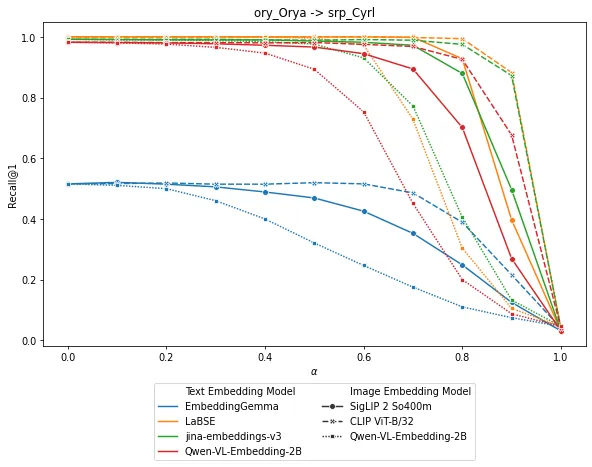 ory_Orya -> srp_Cyrl
1.0
0.8
0.6
0.4
0.2
0.0
Recall@1
0.0 0.2 0.4 0.6 0.8 1.0
α
Text Embedding Model
EmbeddingGemma
LaBSE
jina-embeddings-v3
Qwen-VL-Embedding-2B
Image Embedding Model
SigLIP 2 So400m
CLIP ViT-B/32
Qwen-VL-Embedding-2B